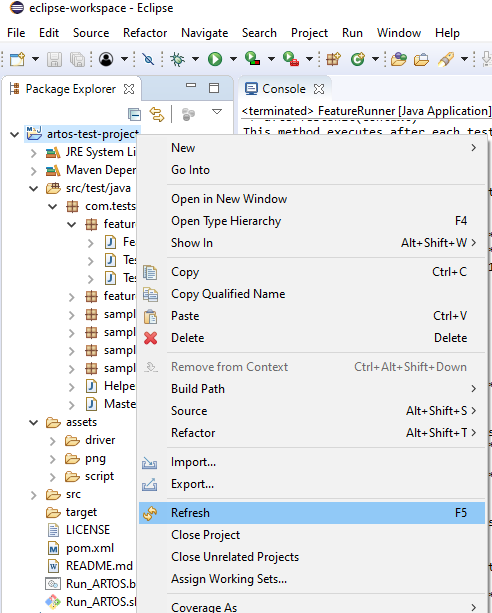 eclipse-workspace - Eclipse
File Edit Source Refactor Navigate Search Project Run Window Help
Package Explorer
Console
<terminated> FeatureRunner [Java Application]
This method executes after each test
artos-test-project
JRE System Li
Maven Depen
src/test/java
com.tests
featur
Fe
Tes
Tes
featur
sampl
sampl
sampl
sampl
Helpe
Maste
assets
driver
png
script
src
target
LICENSE
pom.xml
README.md
Run_ARTOS.b
Run_ARTOS.sl
New
Go Into
Open in New Window
Open Type Hierarchy F4
Show In Alt+Shift+W
Copy Ctrl+C
Copy Qualified Name
Paste Ctrl+V
Delete Delete
Remove from Context Ctrl+Alt+Shift+Down
Build Path
Source Alt+Shift+S
Refactor Alt+Shift+T
Import...
Export...
Refresh F5
Close Project
Close Unrelated Projects
Assign Working Sets...
Coverage As